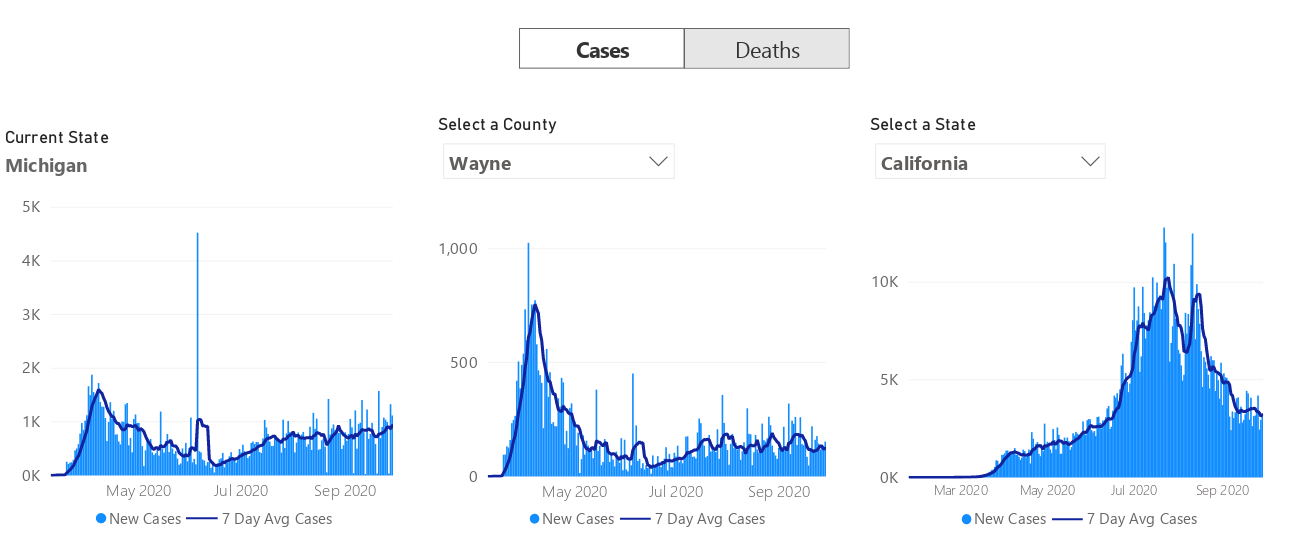 Cases Deaths
Current State
Michigan
Select a County
Wayne
Select a State
California
5K
4K
3K
2K
1K
0K
May 2020 Jul 2020 Sep 2020
New Cases 7 Day Avg Cases
1,000
500
0
May 2020 Jul 2020 Sep 2020
New Cases 7 Day Avg Cases
10K
5K
0K
Mar 2020 May 2020 Jul 2020 Sep 2020
New Cases 7 Day Avg Cases